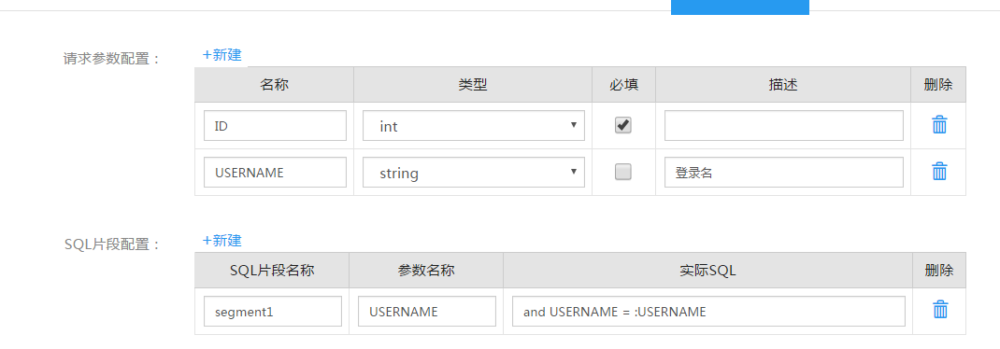 请求参数配置：
+新建
名称 类型 必填 描述 删除
ID int
USERNAME string 登录名
SQL片段配置：
+新建
SQL片段名称 参数名称 实际SQL 删除
segment1 USERNAME and USERNAME = :USERNAME